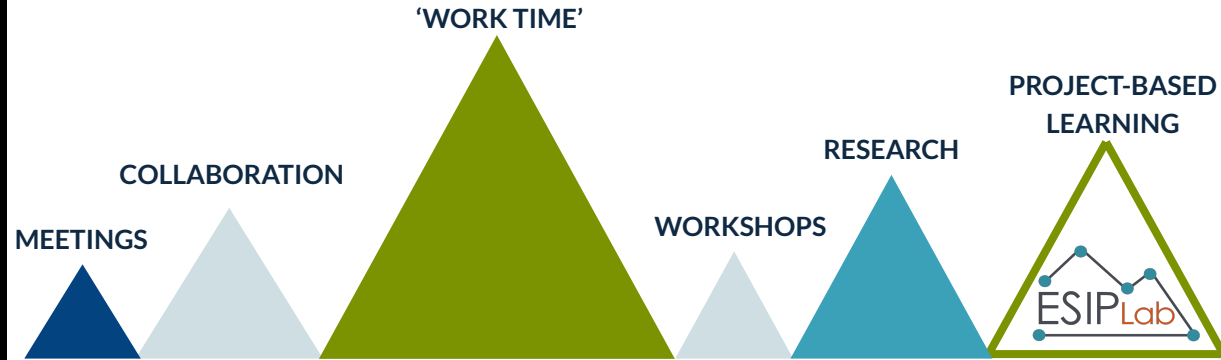 ‘WORK TIME’
PROJECT-BASED
LEARNING
RESEARCH
COLLABORATION
WORKSHOPS
MEETINGS
ESIPLab